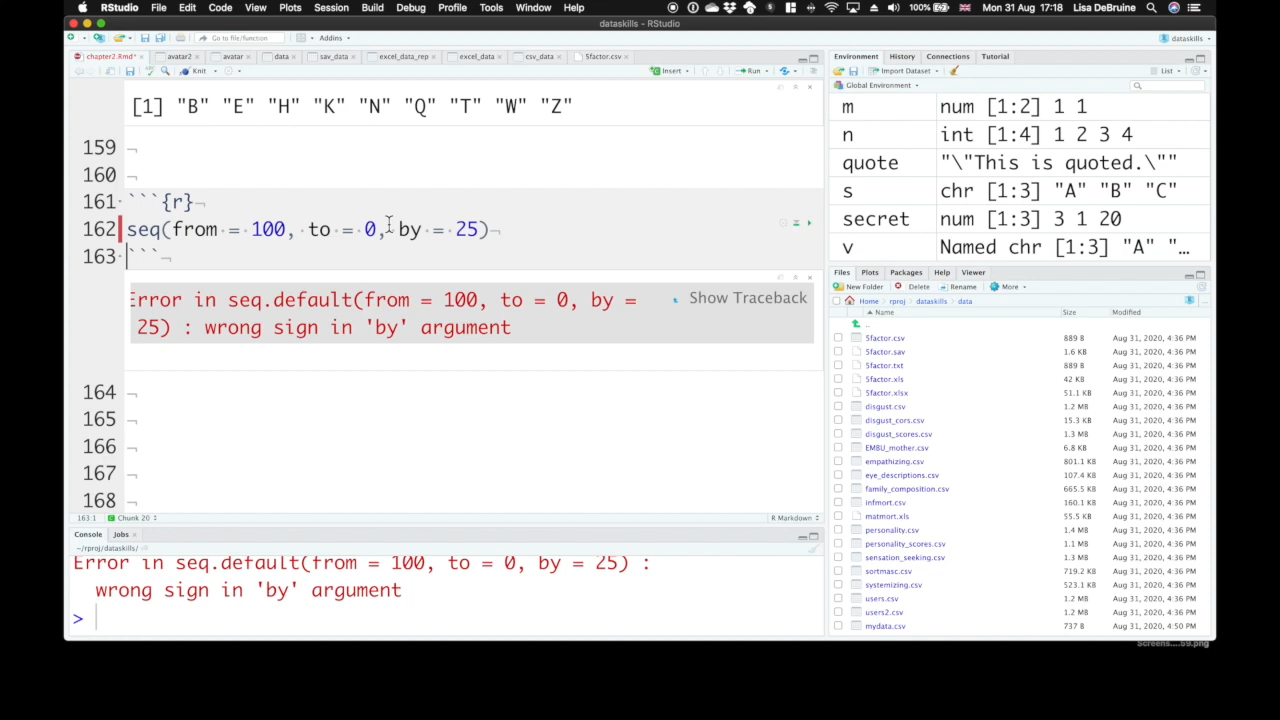 RStudio File Edit Code View Plots Session Build Debug Profile Tools Window Help 100% Mon 31 Aug 17:18 Lisa DeBruine
dataskills - RStudio
Go to file/function Addins dataskills
chapter2.Rmd* avatar2 avatar data sav_data excel_data_rep excel_data csv_data 5factor.csv
Knit Insert Run
[1] "B" "E" "H" "K" "N" "Q" "T" "W" "Z"
159 ¬
160 ¬
161 ```{r}¬
162 seq(from = 100, to = 0, by = 25)¬
163 ```¬
Error in seq.default(from = 100, to = 0, by =
25) : wrong sign in 'by' argument
Show Traceback
164 ¬
165 ¬
166 ¬
167 ¬
168 ¬
163:1 Chunk 20 R Markdown
Console Jobs
~/rproj/dataskills/
Error in seq.default(from = 100, to = 0, by = 25) :
wrong sign in 'by' argument
>
Environment History Connections Tutorial
Import Dataset List
Global Environment
m num [1:2] 1 1
n int [1:4] 1 2 3 4
quote "\"This is quoted.\""
s chr [1:3] "A" "B" "C"
secret num [1:3] 3 1 20
v Named chr [1:3] "A" "…
Files Plots Packages Help Viewer
New Folder Delete Rename More
Home rproj dataskills data
Name Size Modified
..
5factor.csv 889 B Aug 31, 2020, 4:36 PM
5factor.sav 1.6 KB Aug 31, 2020, 4:36 PM
5factor.txt 889 B Aug 31, 2020, 4:36 PM
5factor.xls 42 KB Aug 31, 2020, 4:36 PM
5factor.xlsx 51.1 KB Aug 31, 2020, 4:36 PM
disgust.csv 1.2 MB Aug 31, 2020, 4:36 PM
disgust_cors.csv 15.3 KB Aug 31, 2020, 4:36 PM
disgust_scores.csv 1.3 MB Aug 31, 2020, 4:36 PM
EMBU_mother.csv 6.8 KB Aug 31, 2020, 4:36 PM
empathizing.csv 801.1 KB Aug 31, 2020, 4:36 PM
eye_descriptions.csv 107.4 KB Aug 31, 2020, 4:36 PM
family_composition.csv 665.5 KB Aug 31, 2020, 4:36 PM
infmort.csv 160.1 KB Aug 31, 2020, 4:36 PM
matmort.xls 55.5 KB Aug 31, 2020, 4:36 PM
personality.csv 1.4 MB Aug 31, 2020, 4:36 PM
personality_scores.csv 1.3 MB Aug 31, 2020, 4:36 PM
sensation_seeking.csv 1.3 MB Aug 31, 2020, 4:36 PM
sortmasc.csv 719.2 KB Aug 31, 2020, 4:36 PM
systemizing.csv 523.1 KB Aug 31, 2020, 4:36 PM
users.csv 1.2 MB Aug 31, 2020, 4:36 PM
users2.csv 1.2 MB Aug 31, 2020, 4:36 PM
mydata.csv 737 B Aug 31, 2020, 4:50 PM
Screens....59.png